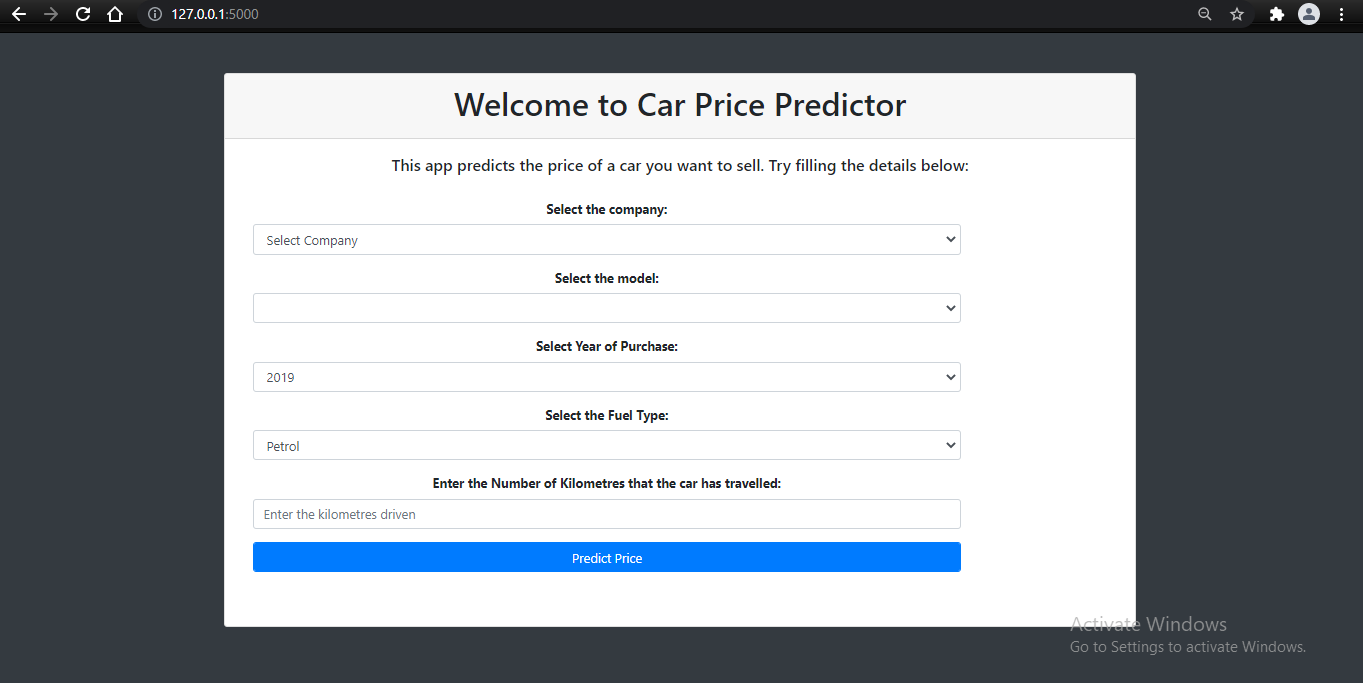 127.0.0.1:5000
Welcome to Car Price Predictor
This app predicts the price of a car you want to sell. Try filling the details below:
Select the company:
Select Company
Select the model:
Select Year of Purchase:
2019
Select the Fuel Type:
Petrol
Enter the Number of Kilometres that the car has travelled:
Enter the kilometres driven
Predict Price
Activate Windows
Go to Settings to activate Windows.